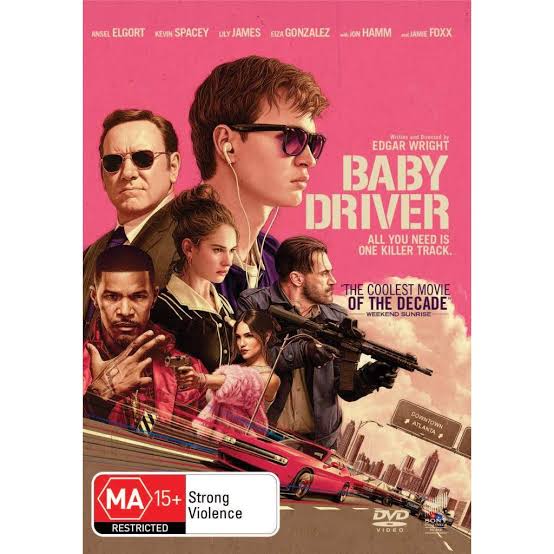 ANSEL ELGORT KEVIN SPACEY LILY JAMES EIZA GONZALEZ with JON HAMM and JAMIE FOXX
Written and Directed by
EDGAR WRIGHT
BABY
DRIVER
ALL YOU NEED IS
ONE KILLER TRACK.
"THE COOLEST MOVIE
OF THE DECADE"
WEEKEND SUNRISE
DOWNTOWN
ATLANTA
MA 15+ Strong
Violence
RESTRICTED
DVD
VIDEO
SONY